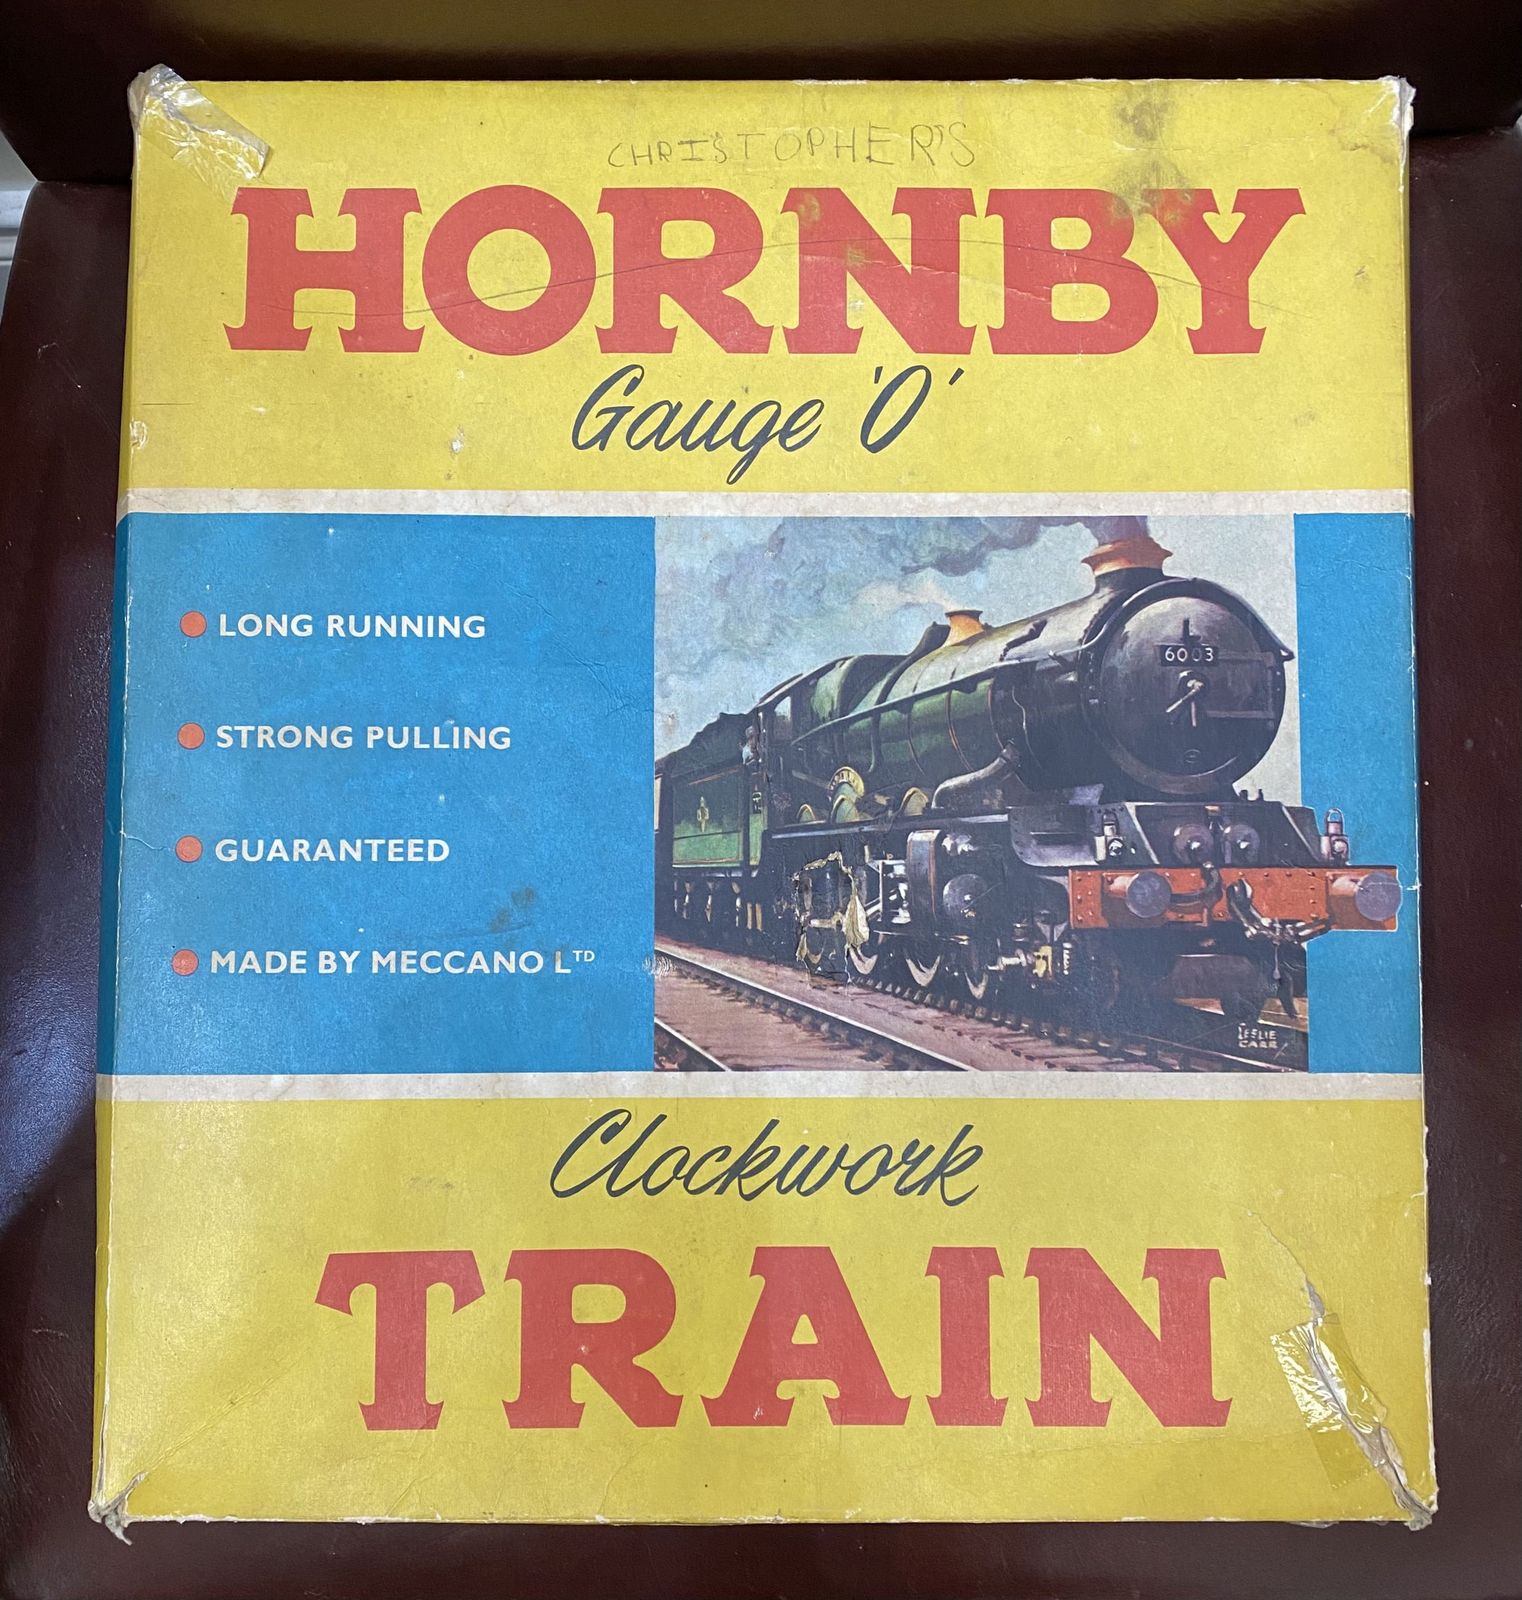 CHRISTOPHER'S
HORNBY
Gauge 'O'
LONG RUNNING
STRONG PULLING
GUARANTEED
MADE BY MECCANO LTD
6003
LESLIE
CARR
Clockwork
TRAIN